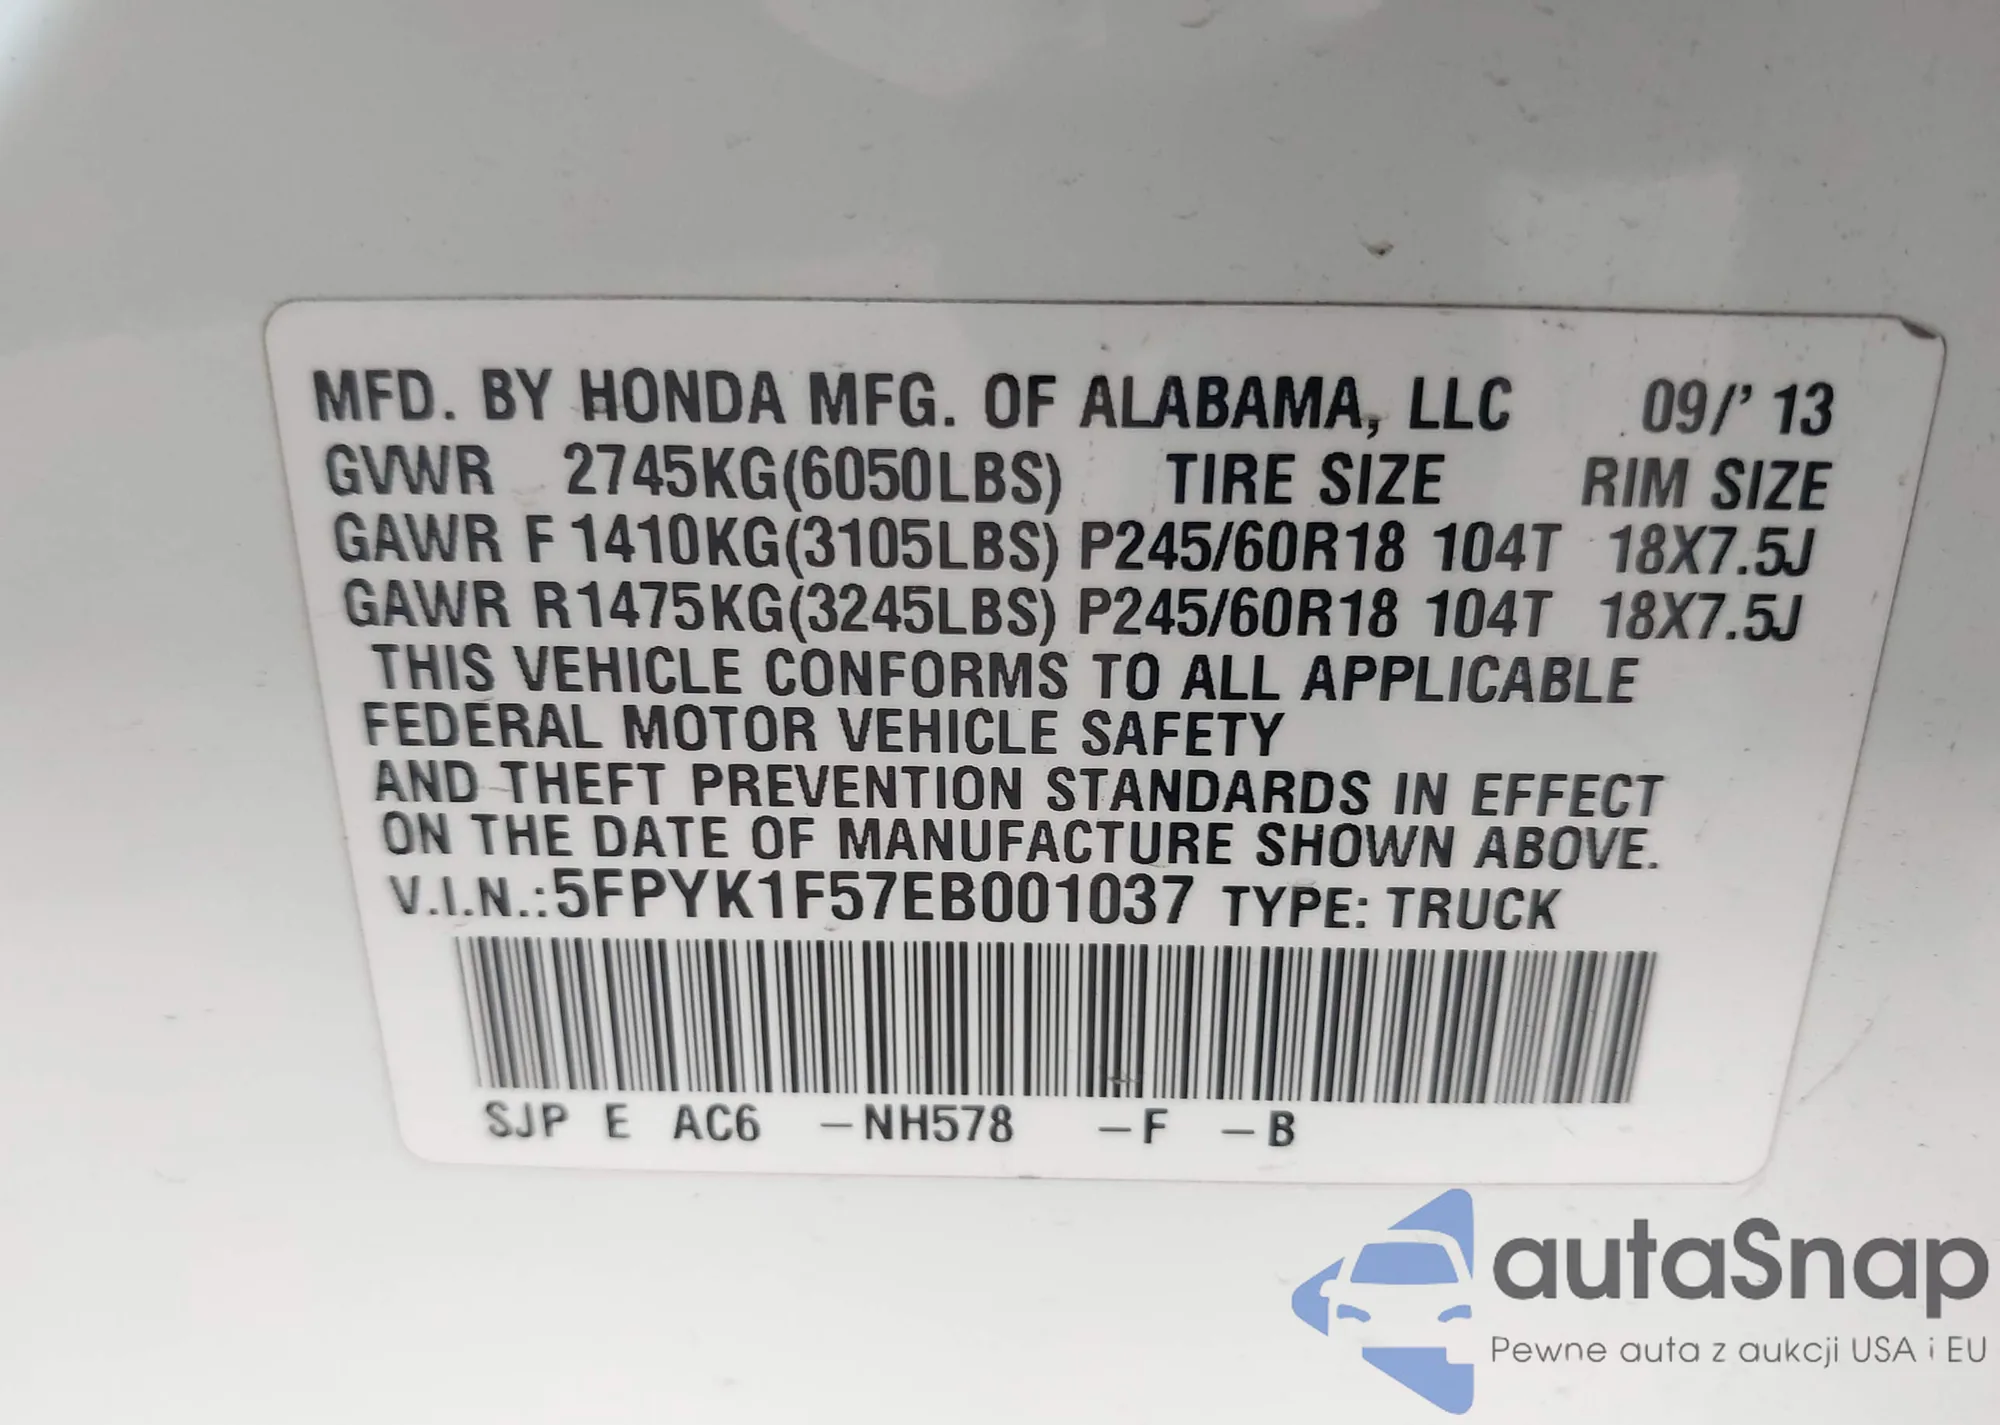 MFD. BY HONDA MFG. OF ALABAMA, LLC 09/' 13
GVWR 2745KG(6050LBS) TIRE SIZE RIM SIZE
GAWR F 1410KG(3105LBS) P245/60R18 104T 18X7.5J
GAWR R 1475KG(3245LBS) P245/60R18 104T 18X7.5J
THIS VEHICLE CONFORMS TO ALL APPLICABLE
FEDERAL MOTOR VEHICLE SAFETY
AND THEFT PREVENTION STANDARDS IN EFFECT
ON THE DATE OF MANUFACTURE SHOWN ABOVE.
V.I.N.:5FPYK1F57EB001037 TYPE: TRUCK
SJP E AC6 –NH578 –F –B
autaSnap
Pewne auta z aukcji USA i EU